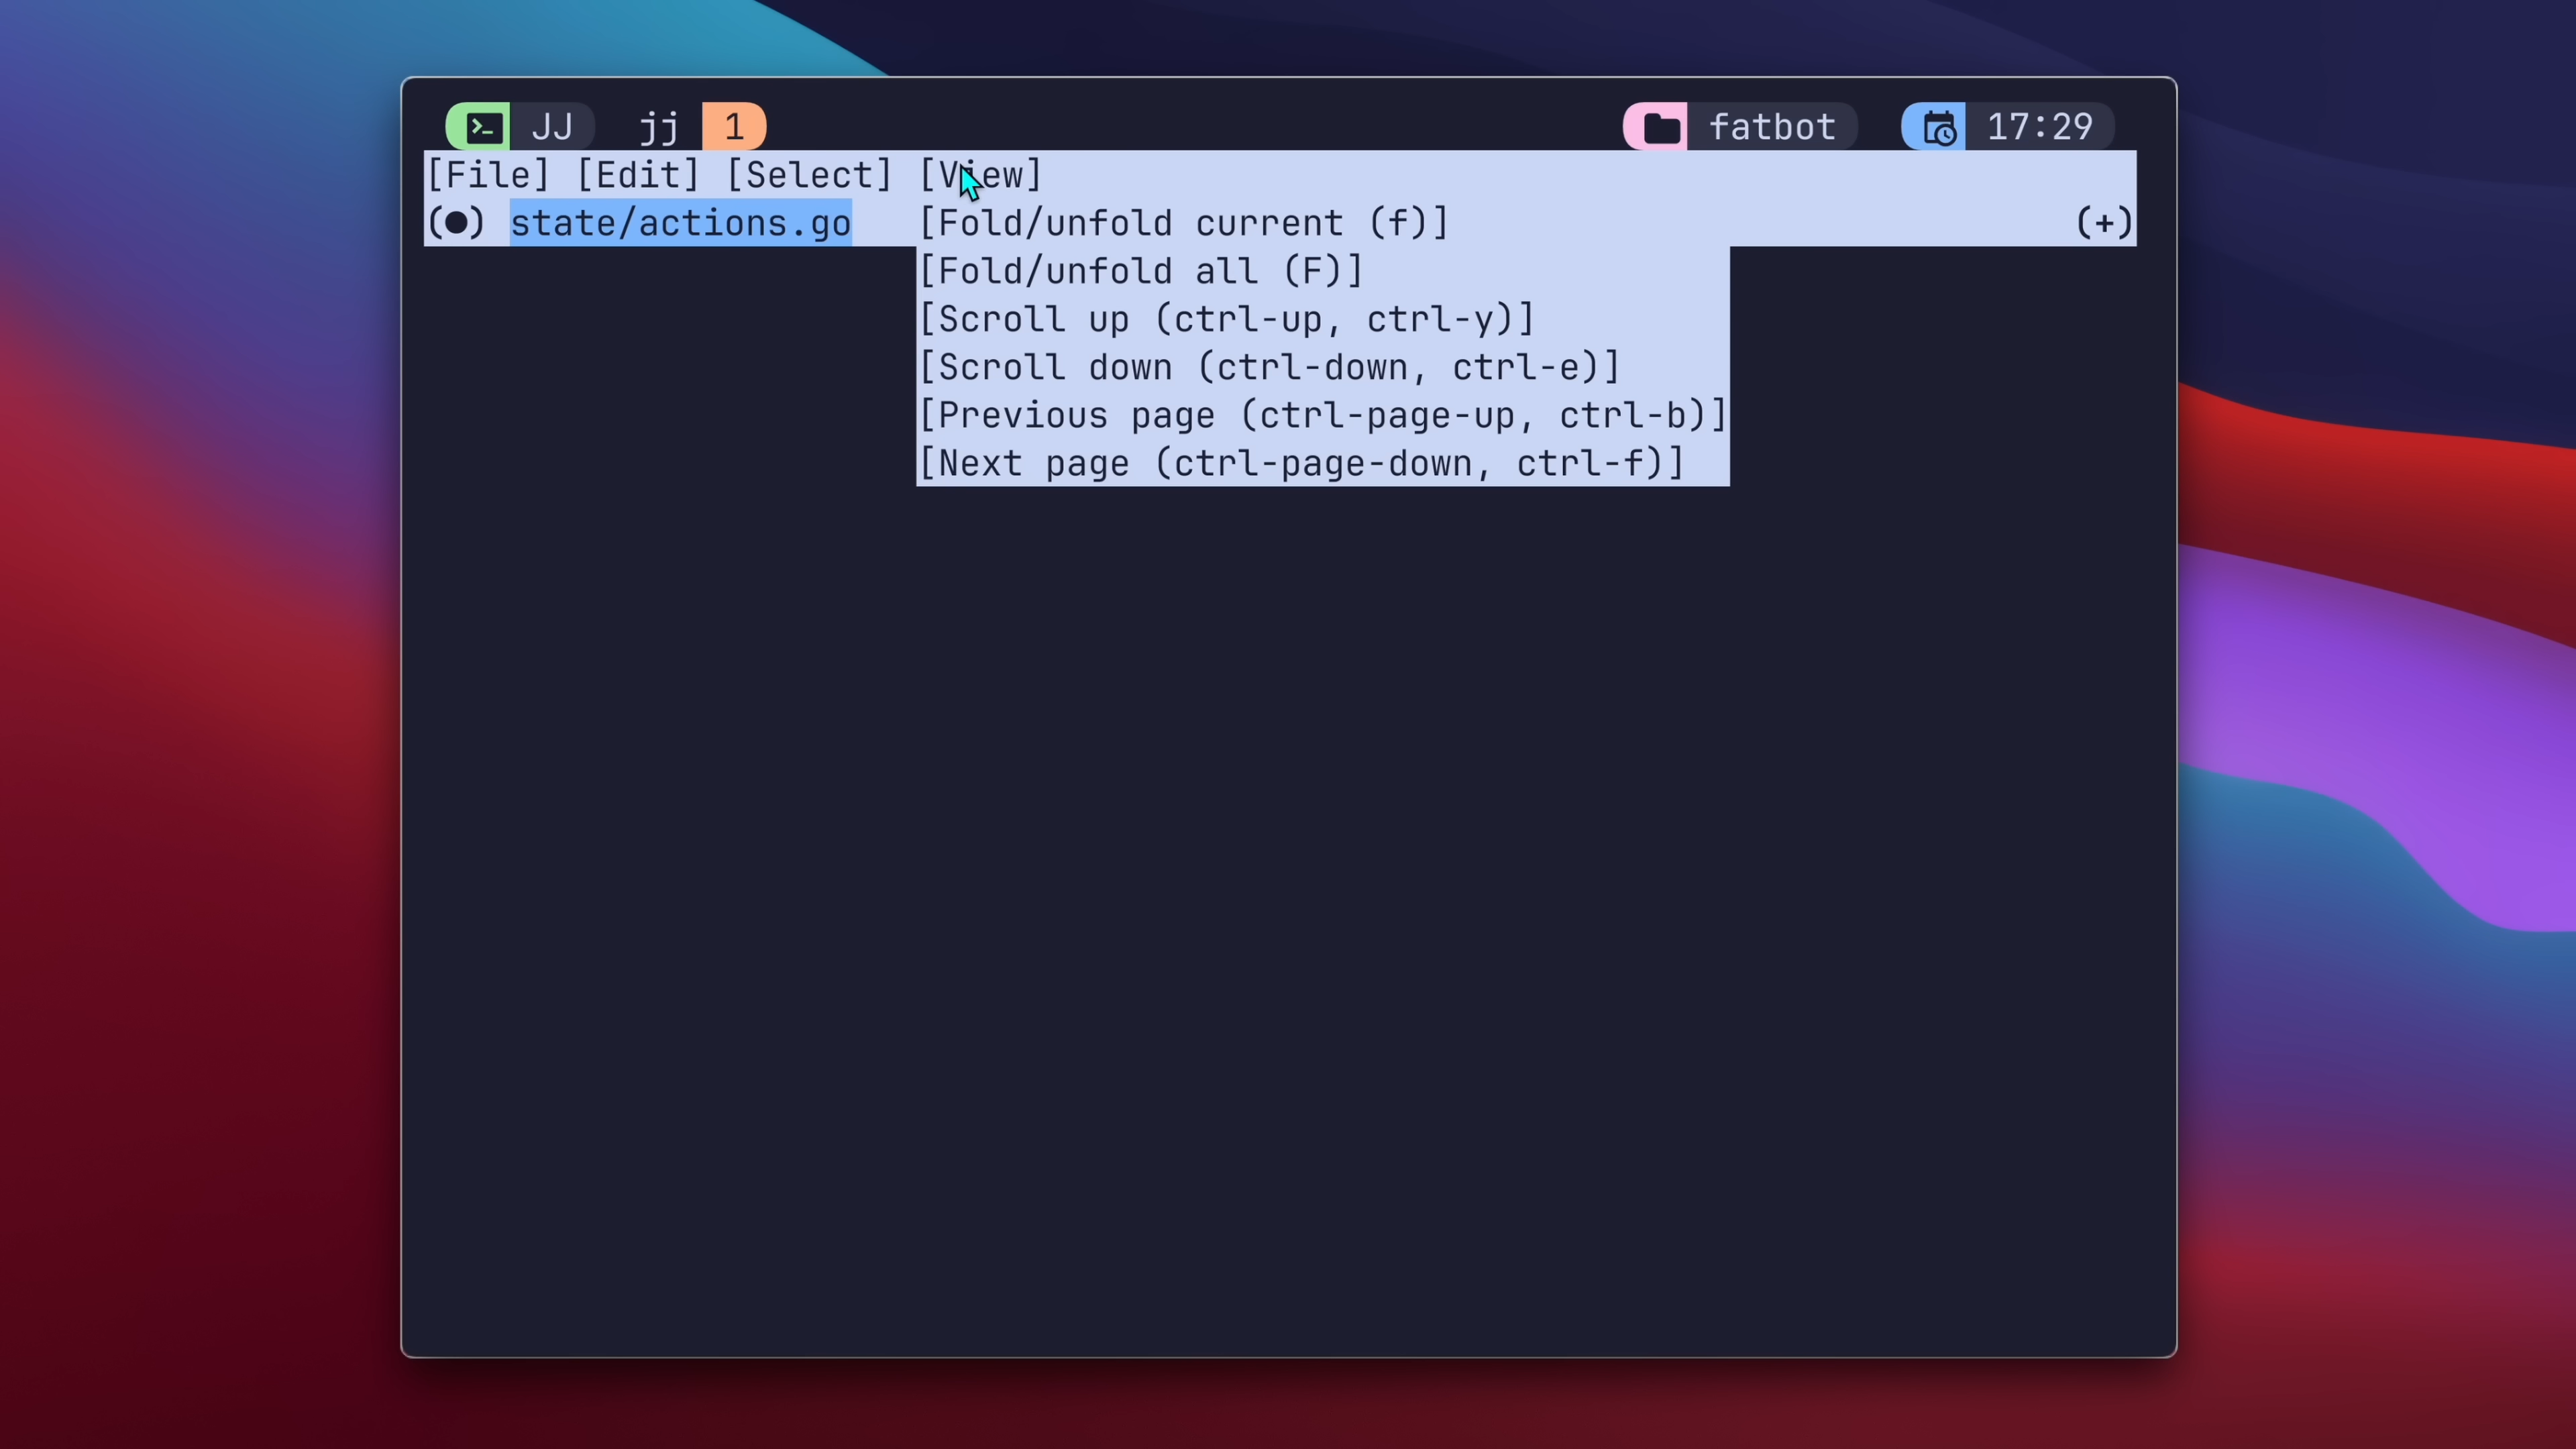 JJ jj 1 fatbot 17:29
[File] [Edit] [Select] [View]
(●) state/actions.go [Fold/unfold current (f)] (+)
[Fold/unfold all (F)]
[Scroll up (ctrl-up, ctrl-y)]
[Scroll down (ctrl-down, ctrl-e)]
[Previous page (ctrl-page-up, ctrl-b)]
[Next page (ctrl-page-down, ctrl-f)]